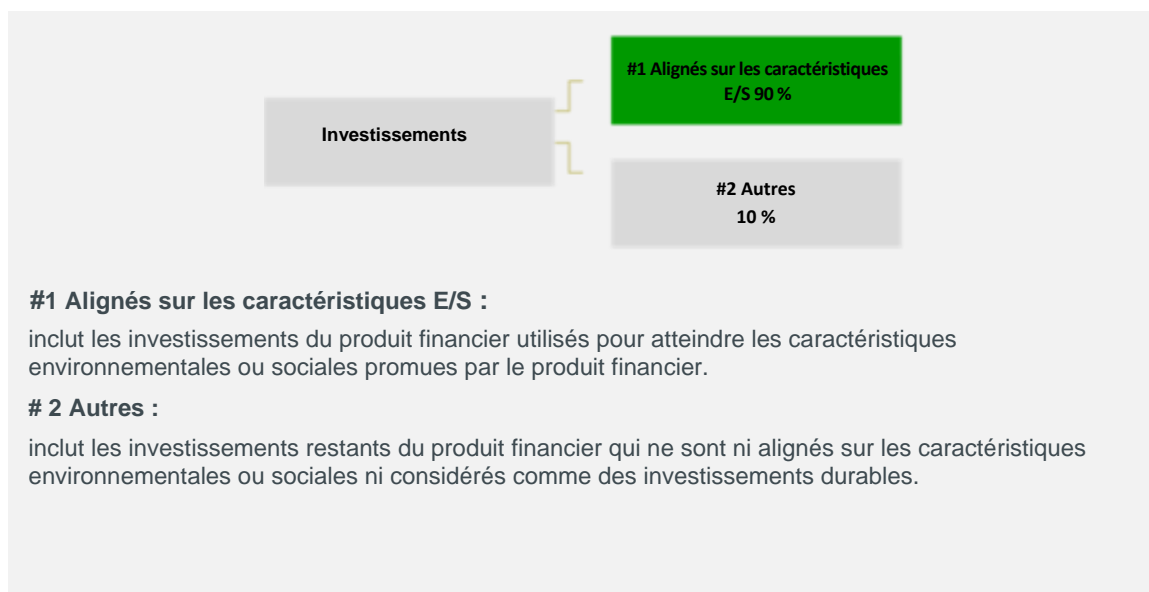 #1 Alignés sur les caractéristiques
E/S 90 %
Investissements
#2 Autres
10 %
#1 Alignés sur les caractéristiques E/S :
inclut les investissements du produit financier utilisés pour atteindre les caractéristiques
environnementales ou sociales promues par le produit financier.
# 2 Autres :
inclut les investissements restants du produit financier qui ne sont ni alignés sur les caractéristiques
environnementales ou sociales ni considérés comme des investissements durables.